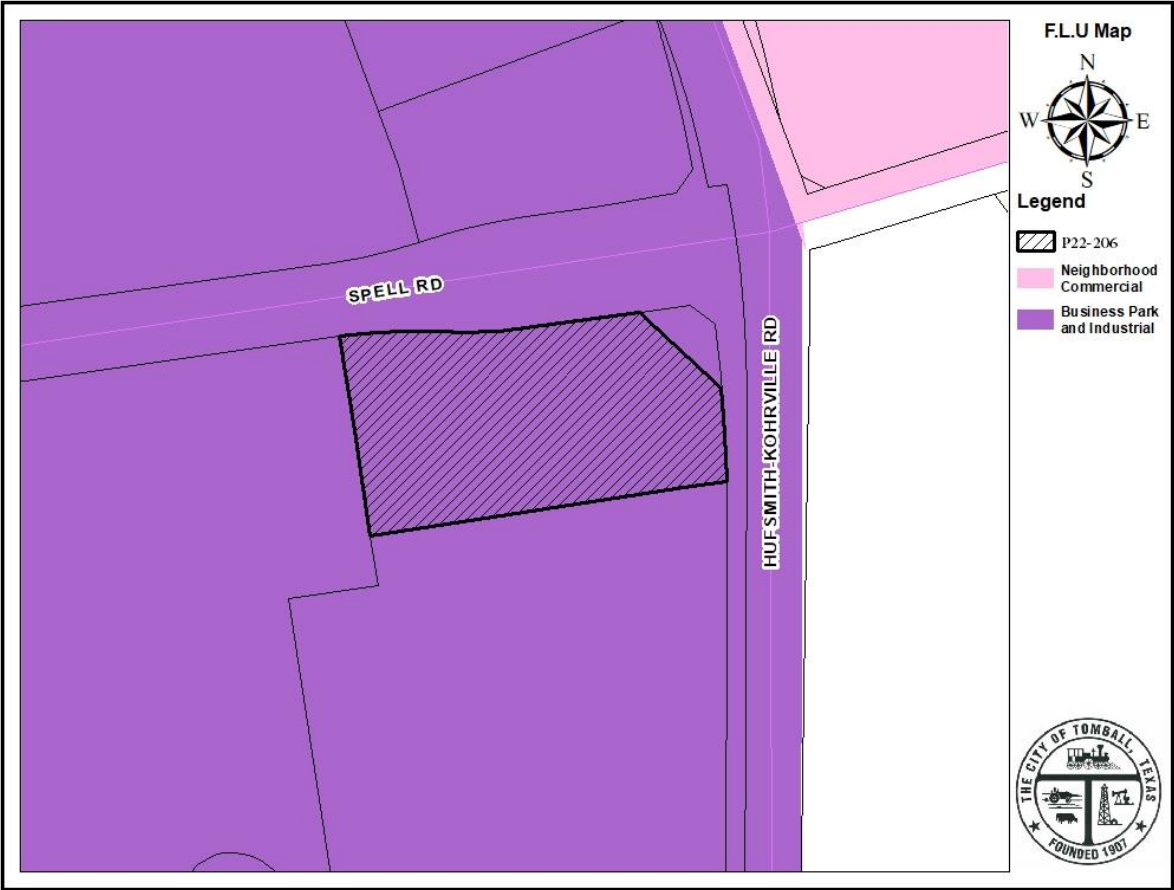 F.L.U Map
N
W
E
S
Legend
P22-206
Neighborhood
Commercial
Business Park
and Industrial
SPELL RD
HUFSMITH-KOHRVILLE RD
THE CITY OF TOMBALL, TEXAS
FOUNDED 1907